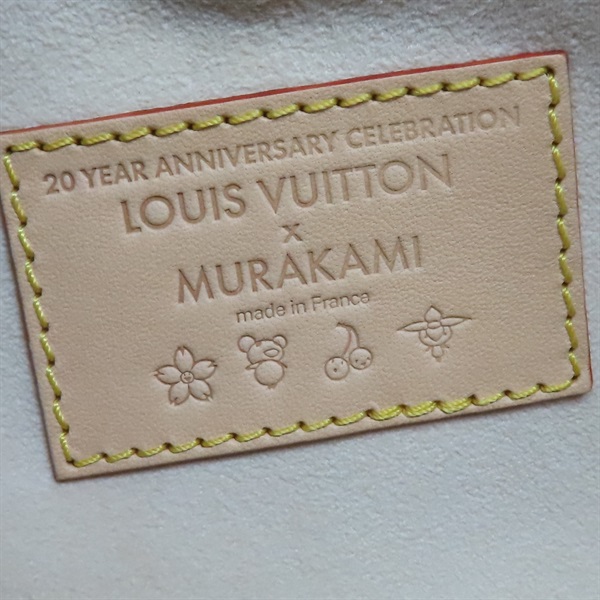 20 YEAR ANNIVERSARY CELEBRATION
LOUIS VUITTON
x
MURAKAMI
made in France